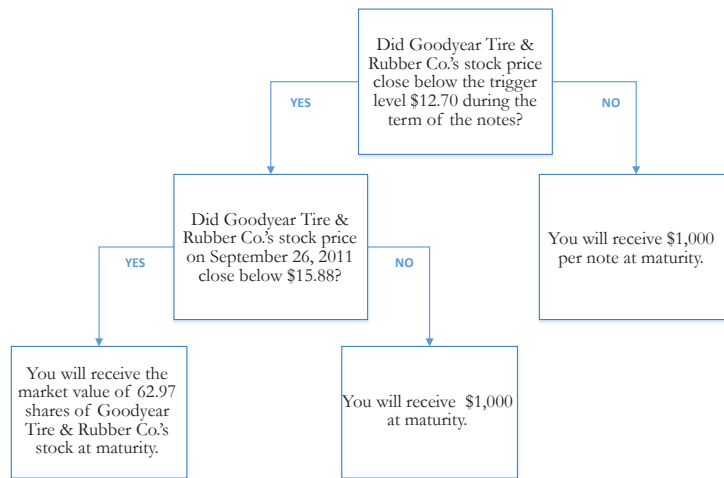 Did Goodyear Tire &
Rubber Co.'s stock price
close below the trigger
level $12.70 during the
term of the notes?
YES
NO
Did Goodyear Tire &
Rubber Co.'s stock price
on September 26, 2011
close below $15.88?
You will receive $1,000
per note at maturity.
YES
NO
You will receive the
market value of 62.97
shares of Goodyear
Tire & Rubber Co.'s
stock at maturity.
You will receive $1,000
at maturity.